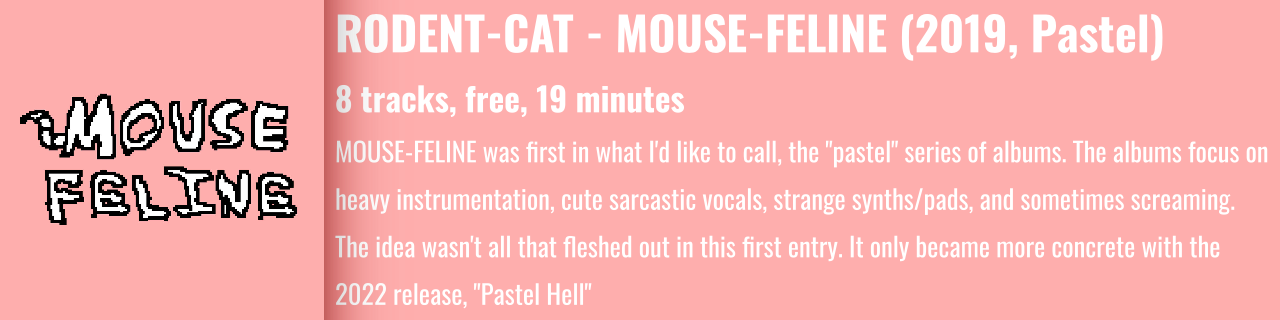 MOUSE
FELINE
RODENT-CAT - MOUSE-FELINE (2019, Pastel)
8 tracks, free, 19 minutes
MOUSE-FELINE was first in what I'd like to call, the "pastel" series of albums. The albums focus on
heavy instrumentation, cute sarcastic vocals, strange synths/pads, and sometimes screaming.
The idea wasn't all that fleshed out in this first entry. It only became more concrete with the
2022 release, "Pastel Hell"